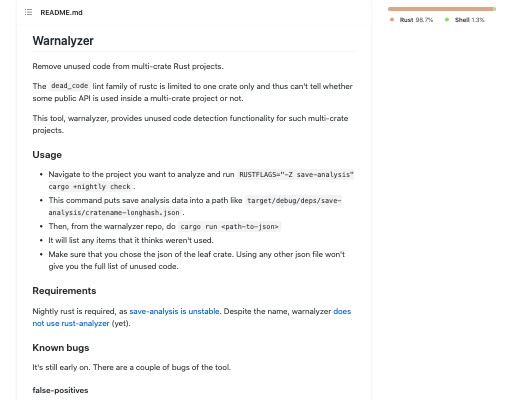 README.md
Rust 98.7% Shell 1.3%
Warnalyzer
Remove unused code from multi-crate Rust projects.
The dead_code lint family of rustc is limited to one crate only and thus can't tell whether
some public API is used inside a multi-crate project or not.
This tool, warnalyzer, provides unused code detection functionality for such multi-crate
projects.
Usage
• Navigate to the project you want to analyze and run RUSTFLAGS="-Z save-analysis"
cargo +nightly check .
• This command puts save analysis data into a path like target/debug/deps/save-
analysis/cratename-longhash.json .
• Then, from the warnalyzer repo, do cargo run <path-to-json>
• It will list any items that it thinks weren't used.
• Make sure that you chose the json of the leaf crate. Using any other json file won't
give you the full list of unused code.
Requirements
Nightly rust is required, as save-analysis is unstable. Despite the name, warnalyzer does
not use rust-analyzer (yet).
Known bugs
It's still early on. There are a couple of bugs of the tool.
false-positives